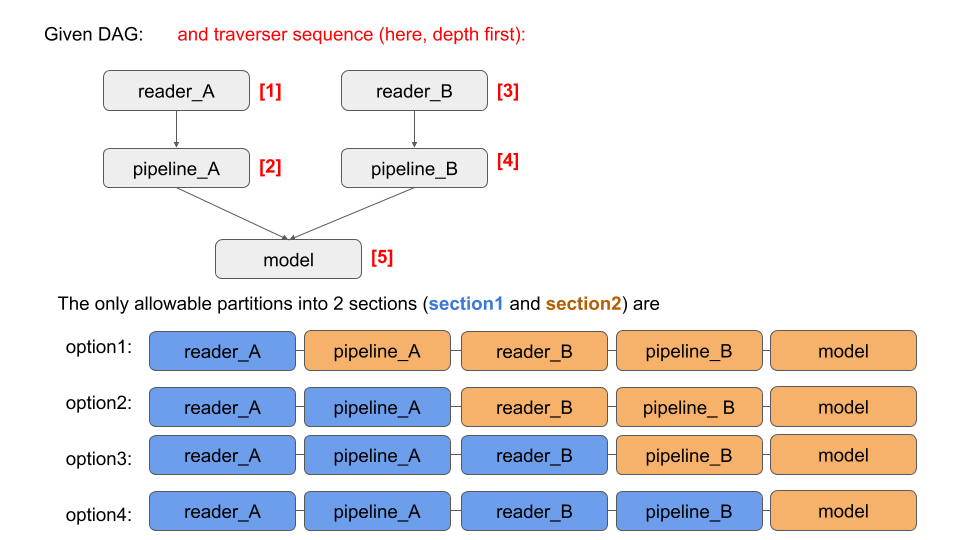 Given DAG: and traverser sequence (here, depth first):
reader_A [1] reader_B [3]
pipeline_A [2] pipeline_B [4]
model [5]
The only allowable partitions into 2 sections (section1 and section2) are
option1: reader_A pipeline_A reader_B pipeline_B model
option2: reader_A pipeline_A reader_B pipeline_ B model
option3: reader_A pipeline_A reader_B pipeline_B model
option4: reader_A pipeline_A reader_B pipeline_B model